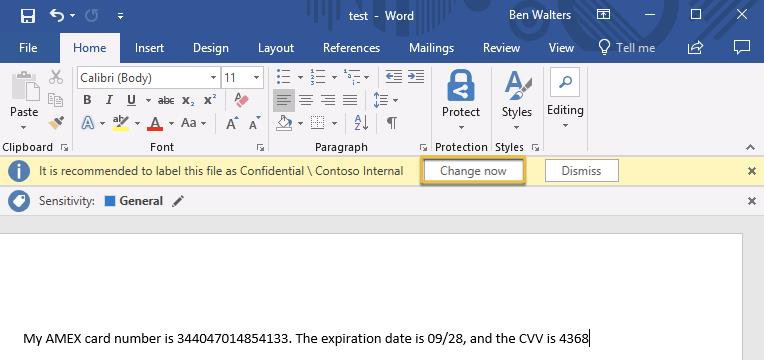 test - Word
Ben Walters
File Home Insert Design Layout References Mailings Review View Tell me
Paste
Calibri (Body) 11
B I U abc x₂ x²
A A Aa A A
Protect
Styles
Editing
Clipboard Font Paragraph Protection Styles
It is recommended to label this file as Confidential \ Contoso Internal Change now Dismiss
Sensitivity: General
My AMEX card number is 344047014854133. The expiration date is 09/28, and the CVV is 4368